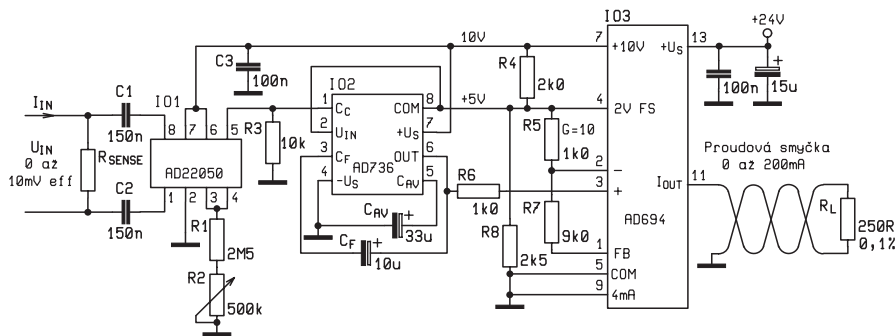 IO3
+24V
10V
7
+10V
13
+US
C3
100n
R4
2k0
100n
15u
+
IIN
C1
150n
IO1
IO2
1
CC
COM
8
+5V
4
2V FS
2
UIN
+US
7
R3
10k
R5
G=10
1k0
8
7
6
5
UIN
0 až
10mV eff
RSENSE
AD22050
3
CF
OUT
6
AD736
4
-US
CAV
5
R6
1k0
2
-
3
+
Proudová smyčka
0 až 200mA
IOUT
11
C2
150n
1
2
3
4
R1
2M5
CAV
+
33u
CF
+
10u
R7
9k0
R8
2k5
AD694
RL
250R
0,1%
1
FB
5
COM
9
4mA
R2
500k